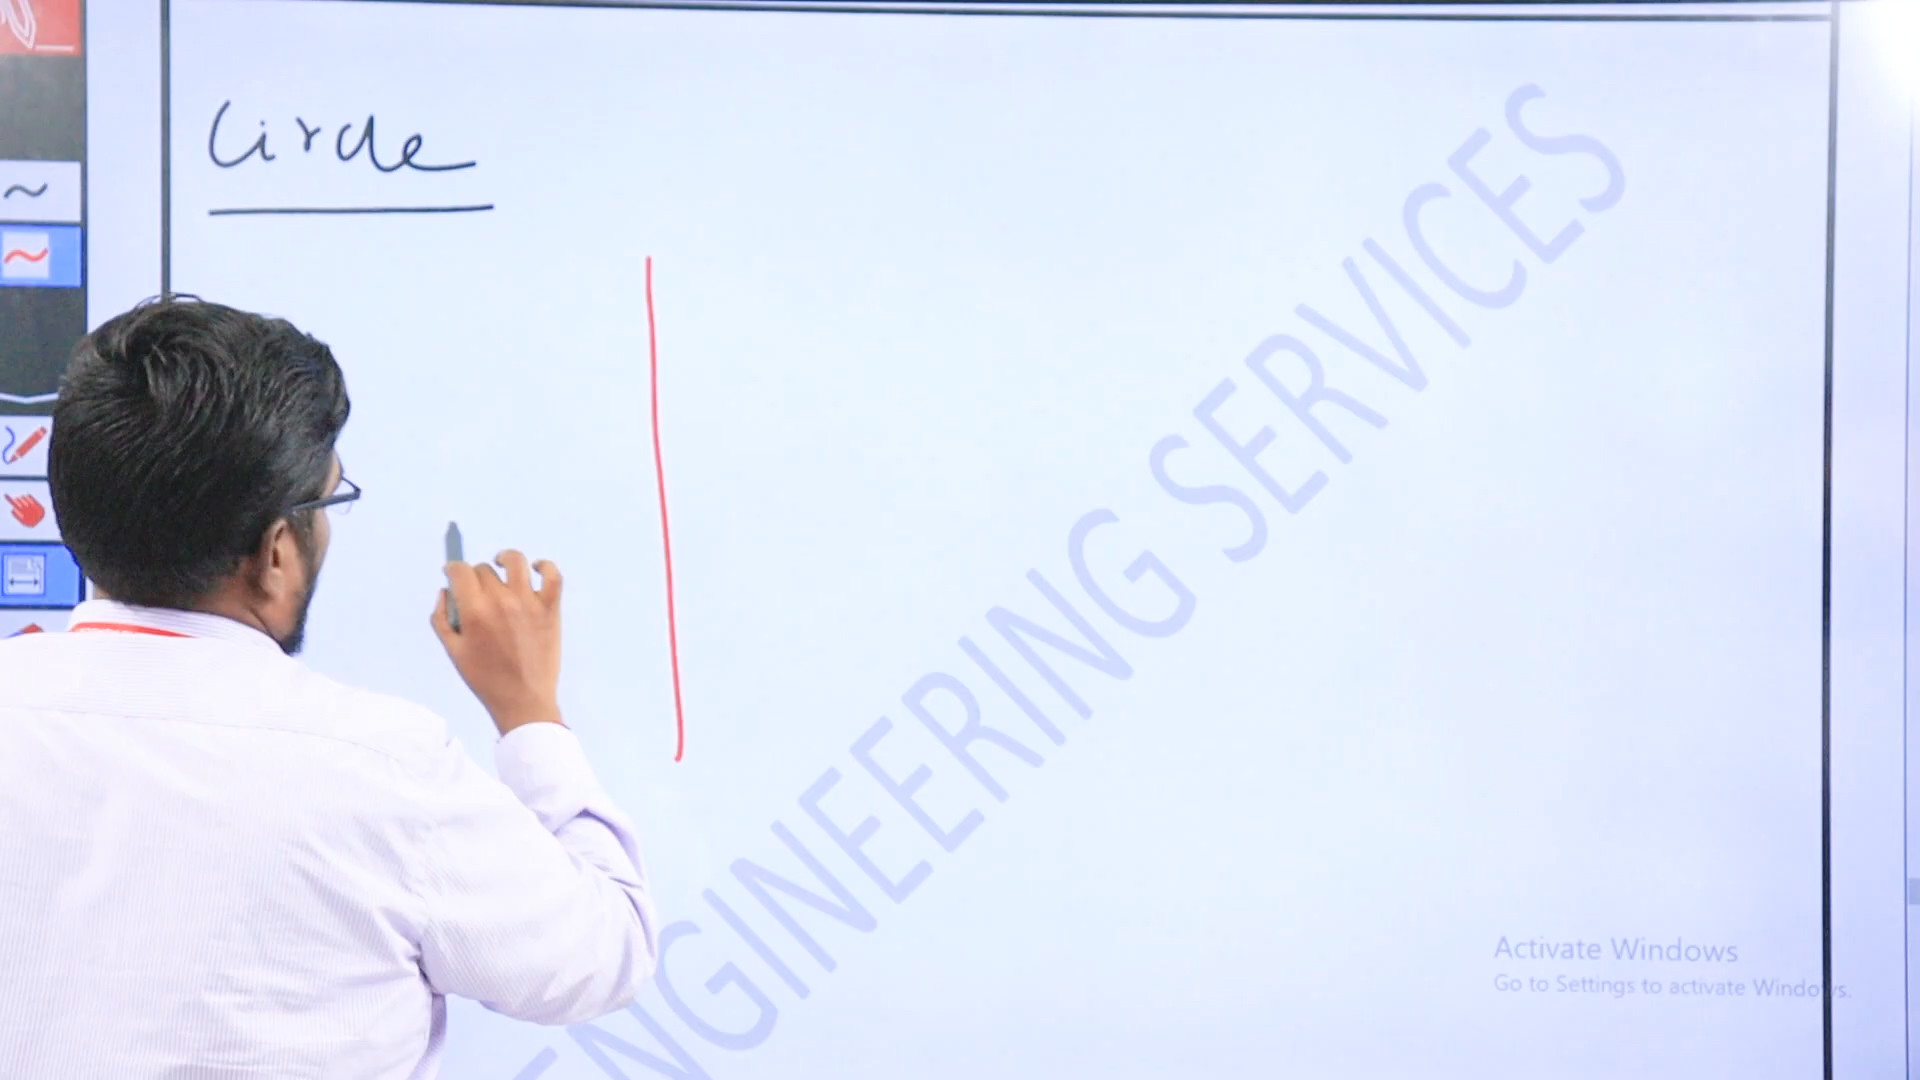 Circle
ENGINEERING SERVICES
Activate Windows
Go to Settings to activate Windows.